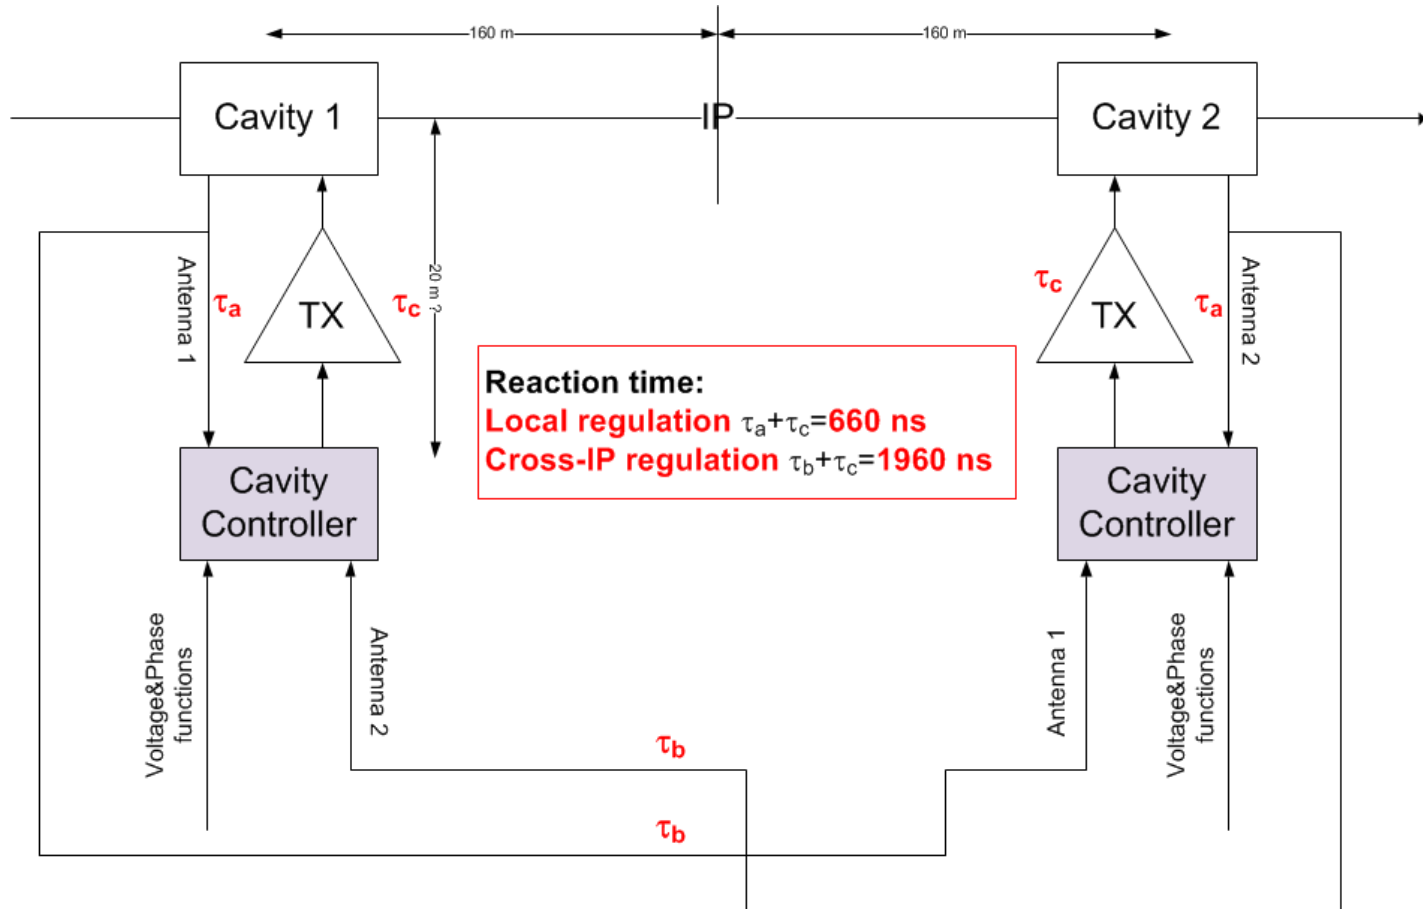 160 m
160 m
Cavity 1
IP
Cavity 2
Antenna 1
τa
TX
τc
20 m ?
τc
TX
τa
Antenna 2
Reaction time:
Local regulation τa+τc=660 ns
Cross-IP regulation τb+τc=1960 ns
Cavity
Controller
Cavity
Controller
Voltage&Phase
functions
Antenna 2
τb
τb
Antenna 1
Voltage&Phase
functions